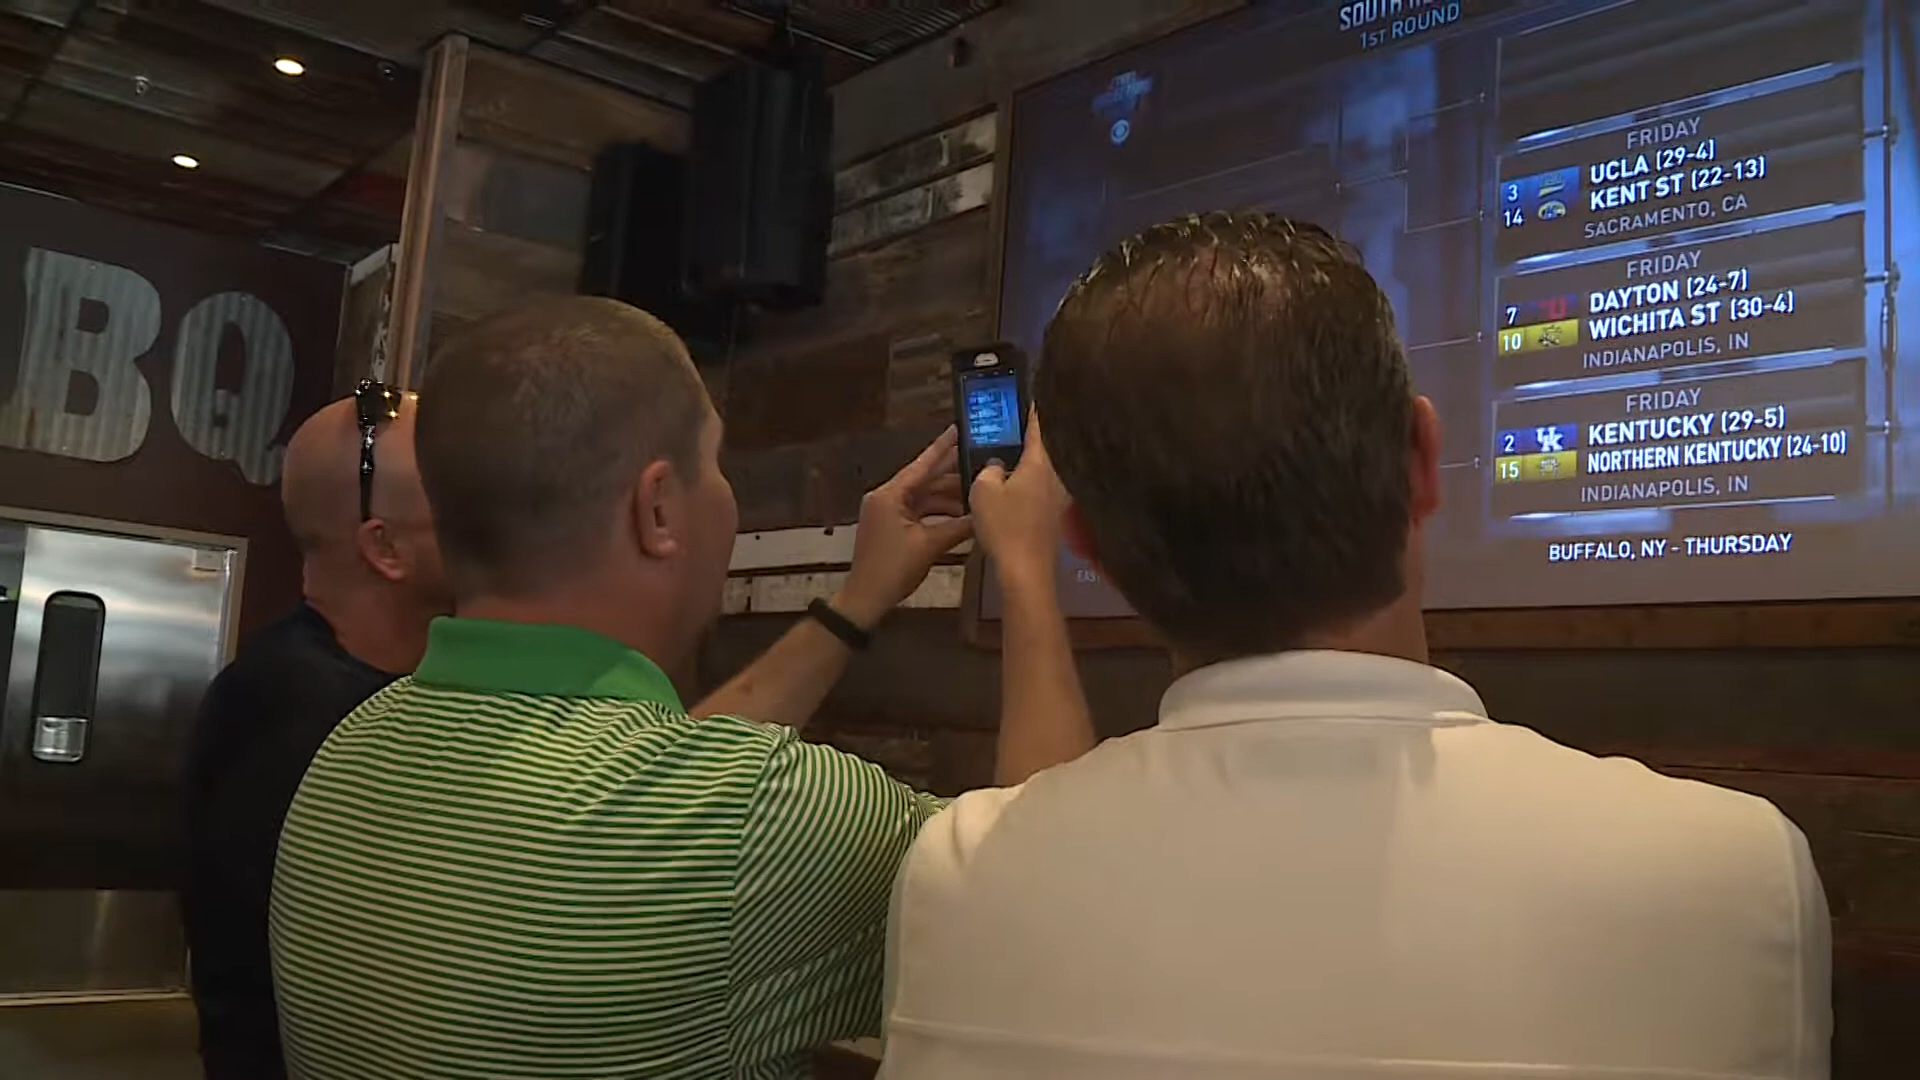 BQ
1ST ROUND
FRIDAY
3 UCLA (29-4)
14 KENT ST (22-13)
SACRAMENTO, CA
FRIDAY
7 DAYTON (24-7)
10 WICHITA ST (30-4)
INDIANAPOLIS, IN
FRIDAY
2 UK KENTUCKY (29-5)
15 NORTHERN KENTUCKY (24-10)
INDIANAPOLIS, IN
BUFFALO, NY - THURSDAY